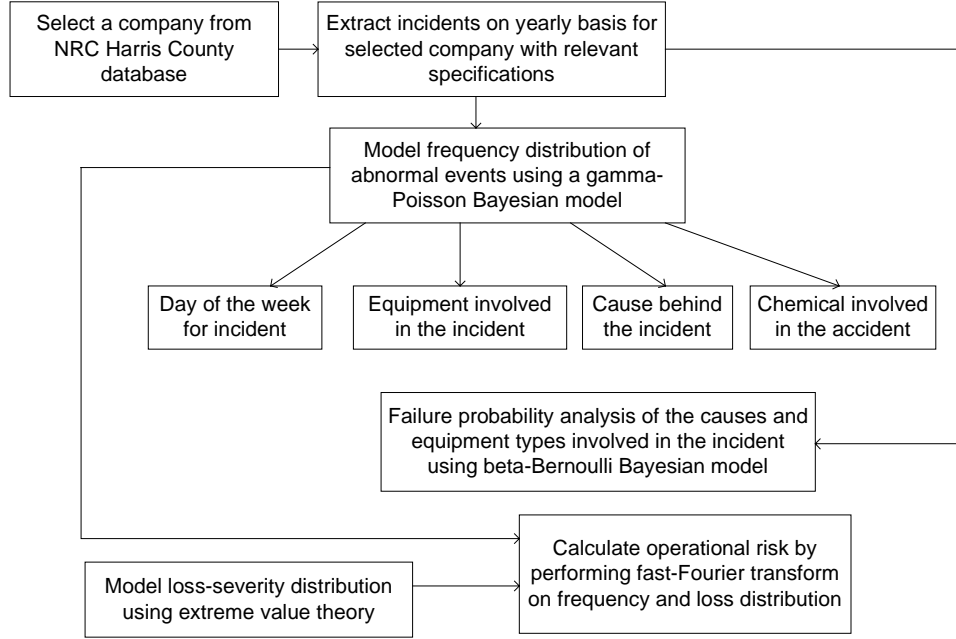 Select a company from
NRC Harris County
database
Extract incidents on yearly basis for
selected company with relevant
specifications
Model frequency distribution of
abnormal events using a gamma-
Poisson Bayesian model
Day of the week
for incident
Equipment involved
in the incident
Cause behind
the incident
Chemical involved
in the accident
Failure probability analysis of the causes and
equipment types involved in the incident
using beta-Bernoulli Bayesian model
Calculate operational risk by
performing fast-Fourier transform
on frequency and loss distribution
Model loss-severity distribution
using extreme value theory